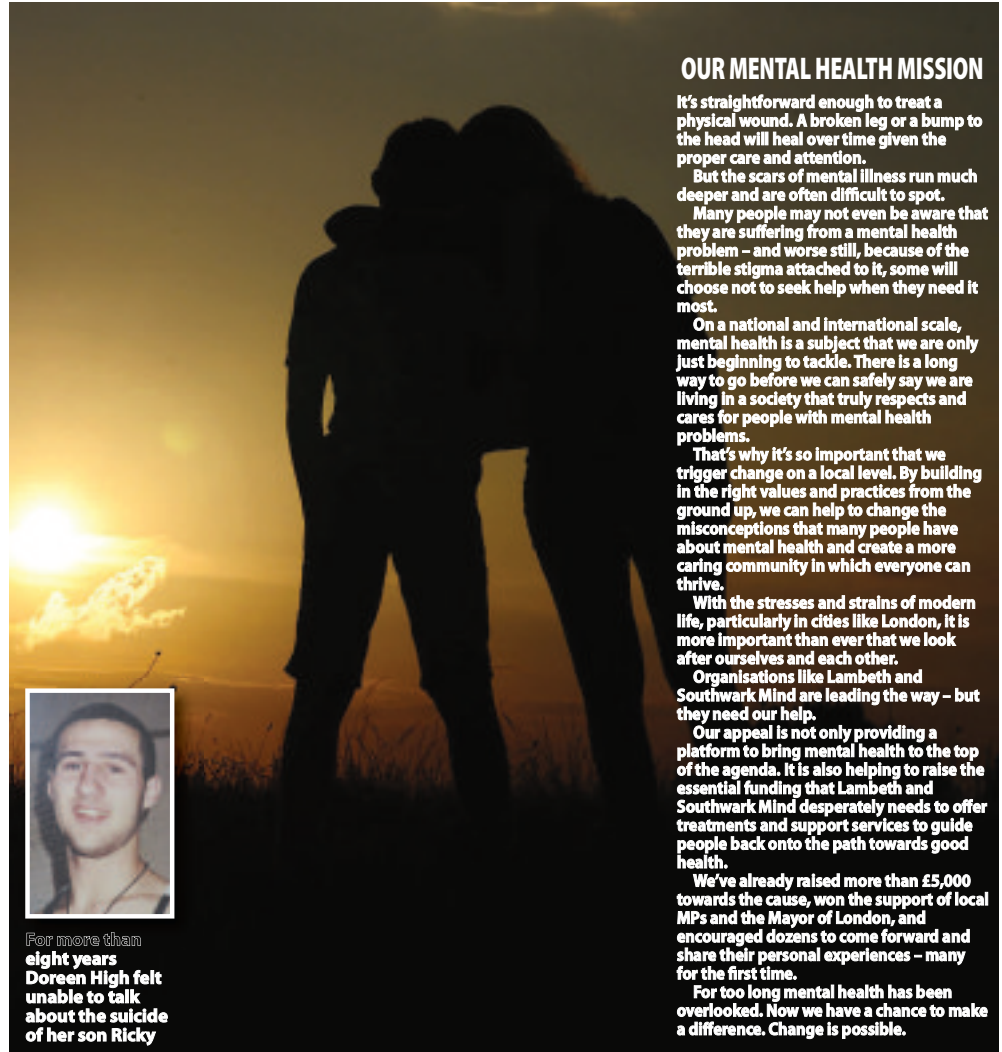 OUR MENTAL HEALTH MISSION
It's straightforward enough to treat a
physical wound. A broken leg or a bump to
the head will heal over time given the
proper care and attention.
But the scars of mental illness run much
deeper and are often difficult to spot.
Many people may not even be aware that
they are suffering from a mental health
problem – and worse still, because of the
terrible stigma attached to it, some will
choose not to seek help when they need it
most.
On a national and international scale,
mental health is a subject that we are only
just beginning to tackle. There is a long
way to go before we can safely say we are
living in a society that truly respects and
cares for people with mental health
problems.
That's why it's so important that we
trigger change on a local level. By building
in the right values and practices from the
ground up, we can help to change the
misconceptions that many people have
about mental health and create a more
caring community in which everyone can
thrive.
With the stresses and strains of modern
life, particularly in cities like London, it is
more important than ever that we look
after ourselves and each other.
Organisations like Lambeth and
Southwark Mind are leading the way – but
they need our help.
Our appeal is not only providing a
platform to bring mental health to the top
of the agenda. It is also helping to raise the
essential funding that Lambeth and
Southwark Mind desperately needs to offer
treatments and support services to guide
people back onto the path towards good
health.
We've already raised more than £5,000
towards the cause, won the support of local
MPs and the Mayor of London, and
encouraged dozens to come forward and
share their personal experiences – many
for the first time.
For too long mental health has been
overlooked. Now we have a chance to make
a difference. Change is possible.
For more than
eight years
Doreen High felt
unable to talk
about the suicide
of her son Ricky